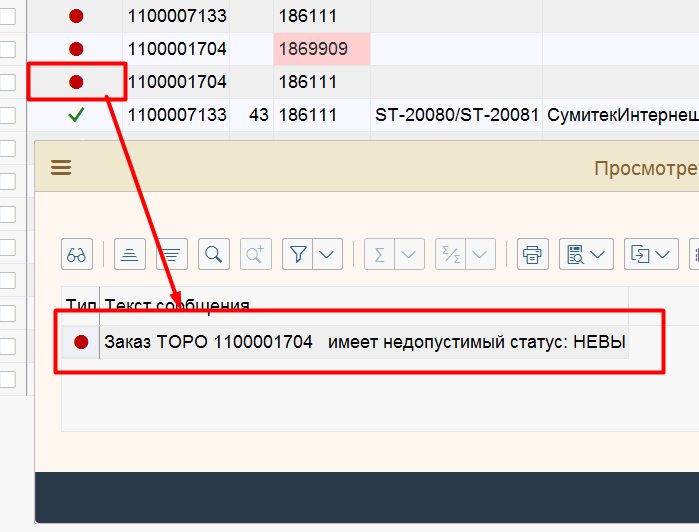 1100007133 186111
1100001704 1869909
1100001704 186111
1100007133 43 186111 ST-20080/ST-20081 СумитекИнтернеш
Просмотре
Тип Текст сообщения
Заказ ТОРО 1100001704 имеет недопустимый статус: НЕВЫ